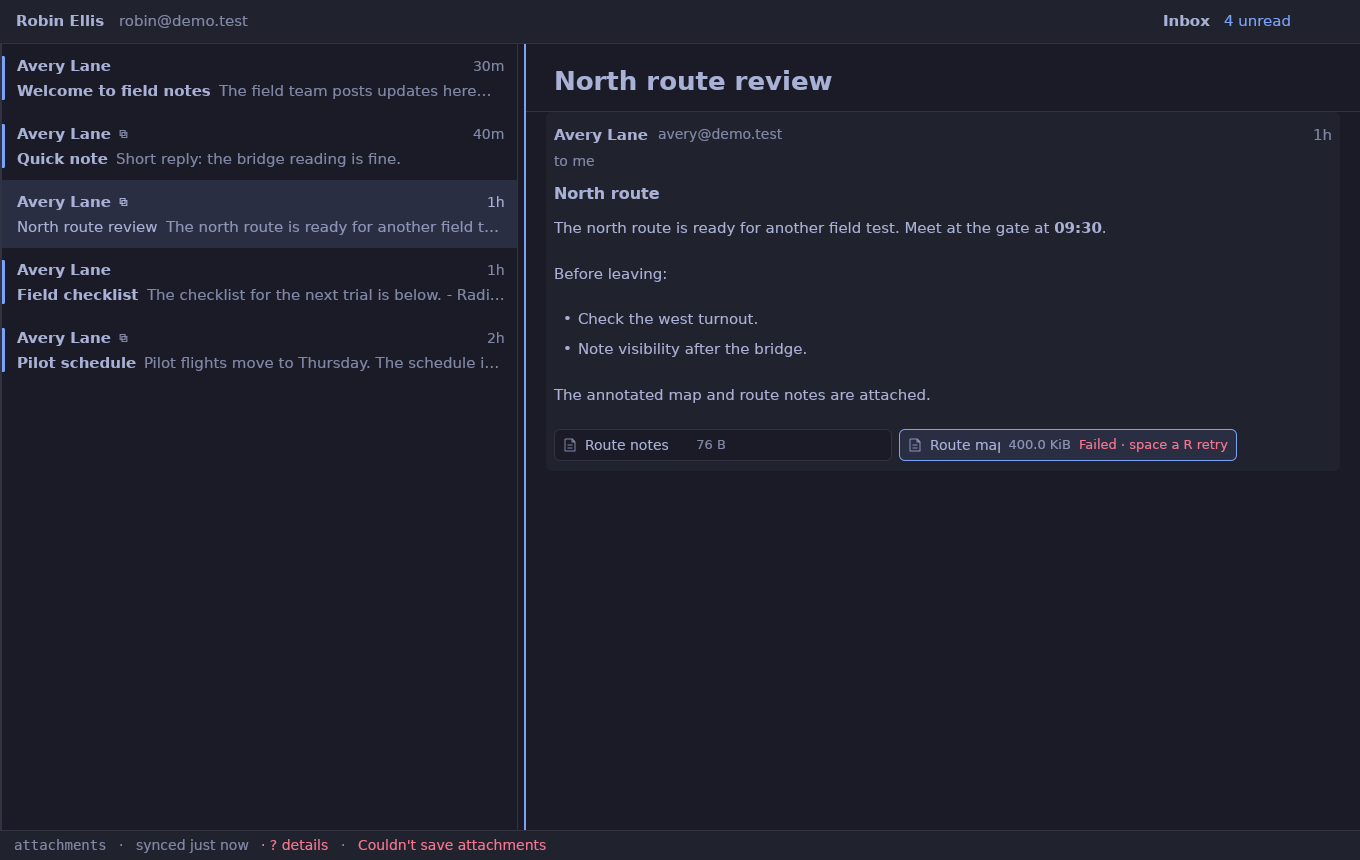 Robin Ellis robin@demo.test Inbox 4 unread
Avery Lane 30m
Welcome to field notes The field team posts updates here…
Avery Lane 40m
Quick note Short reply: the bridge reading is fine.
Avery Lane 1h
North route review The north route is ready for another field t…
Avery Lane 1h
Field checklist The checklist for the next trial is below. - Radi…
Avery Lane 2h
Pilot schedule Pilot flights move to Thursday. The schedule i…
North route review
Avery Lane avery@demo.test 1h
to me
North route
The north route is ready for another field test. Meet at the gate at 09:30.
Before leaving:
• Check the west turnout.
• Note visibility after the bridge.
The annotated map and route notes are attached.
Route notes 76 B
Route map 400.0 KiB Failed · space a R retry
attachments · synced just now · ? details · Couldn't save attachments